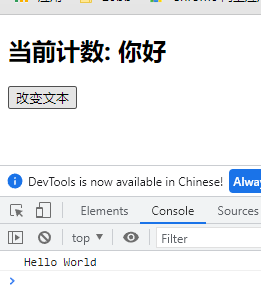 当前计数: 你好
改变文本
DevTools is now available in Chinese!
Elements Console Sources
top Filter
Hello World